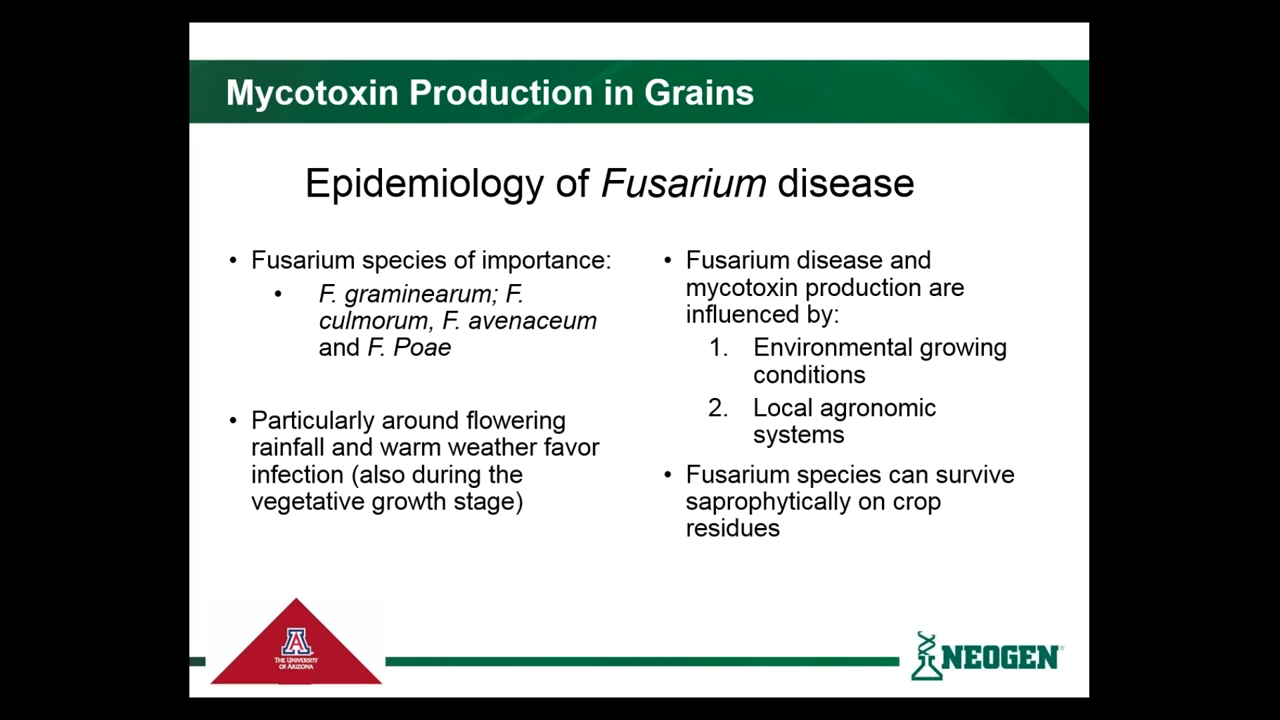 Mycotoxin Production in Grains
Epidemiology of Fusarium disease
• Fusarium species of importance:
• F. graminearum; F.
culmorum, F. avenaceum
and F. Poae
• Particularly around flowering
rainfall and warm weather favor
infection (also during the
vegetative growth stage)
• Fusarium disease and
mycotoxin production are
influenced by:
1. Environmental growing
conditions
2. Local agronomic
systems
• Fusarium species can survive
saprophytically on crop
residues
A
THE UNIVERSITY
OF ARIZONA
NEOGEN®